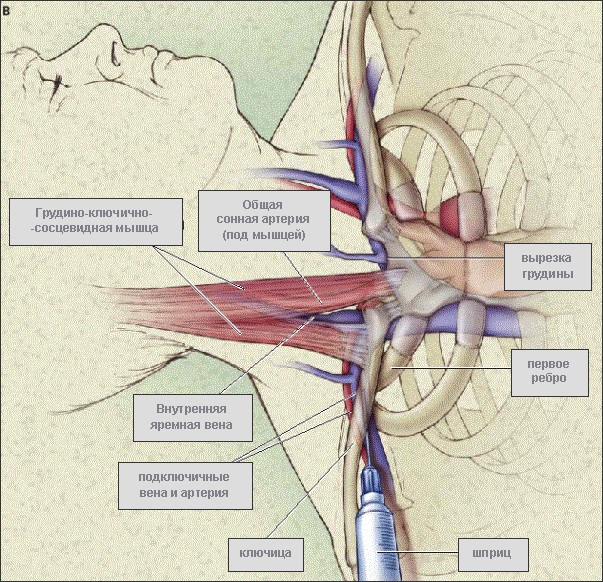 B
Грудино-ключично-
-сосцевидная мышца
Общая
сонная артерия
(под мышцей)
вырезка
грудины
первое
ребро
Внутренняя
яремная вена
подключичные
вена и артерия
ключица
шприц